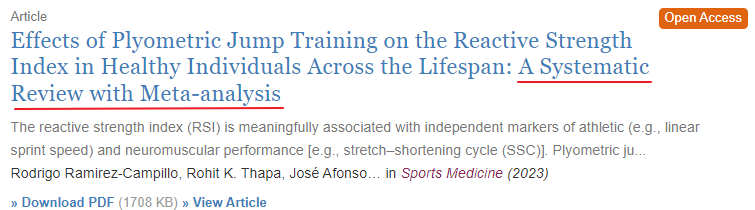 Article
Open Access
Effects of Plyometric Jump Training on the Reactive Strength
Index in Healthy Individuals Across the Lifespan: A Systematic
Review with Meta-analysis
The reactive strength index (RSI) is meaningfully associated with independent markers of athletic (e.g., linear
sprint speed) and neuromuscular performance [e.g., stretch–shortening cycle (SSC)]. Plyometric ju...
Rodrigo Ramirez-Campillo, Rohit K. Thapa, José Afonso… in Sports Medicine (2023)
» Download PDF (1708 KB) » View Article